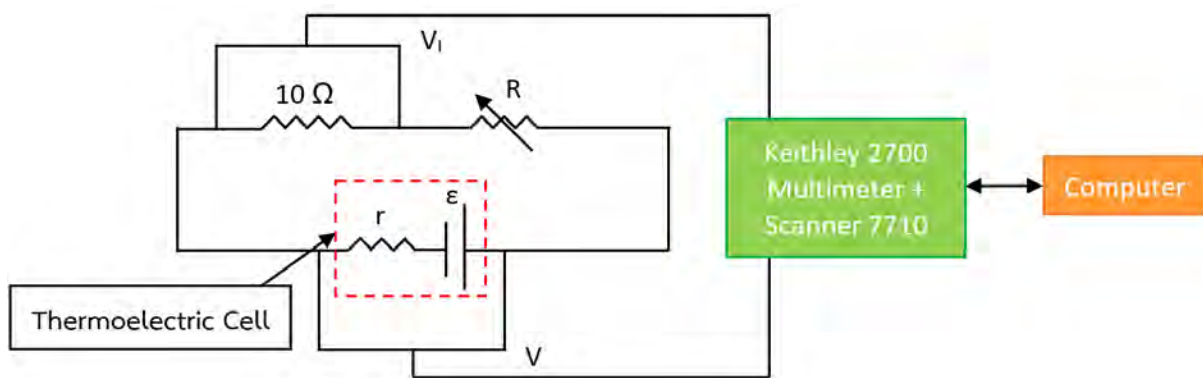 V₁
10 Ω
R
Keithley 2700
Multimeter +
Scanner 7710
Computer
r
ε
Thermoelectric Cell
V